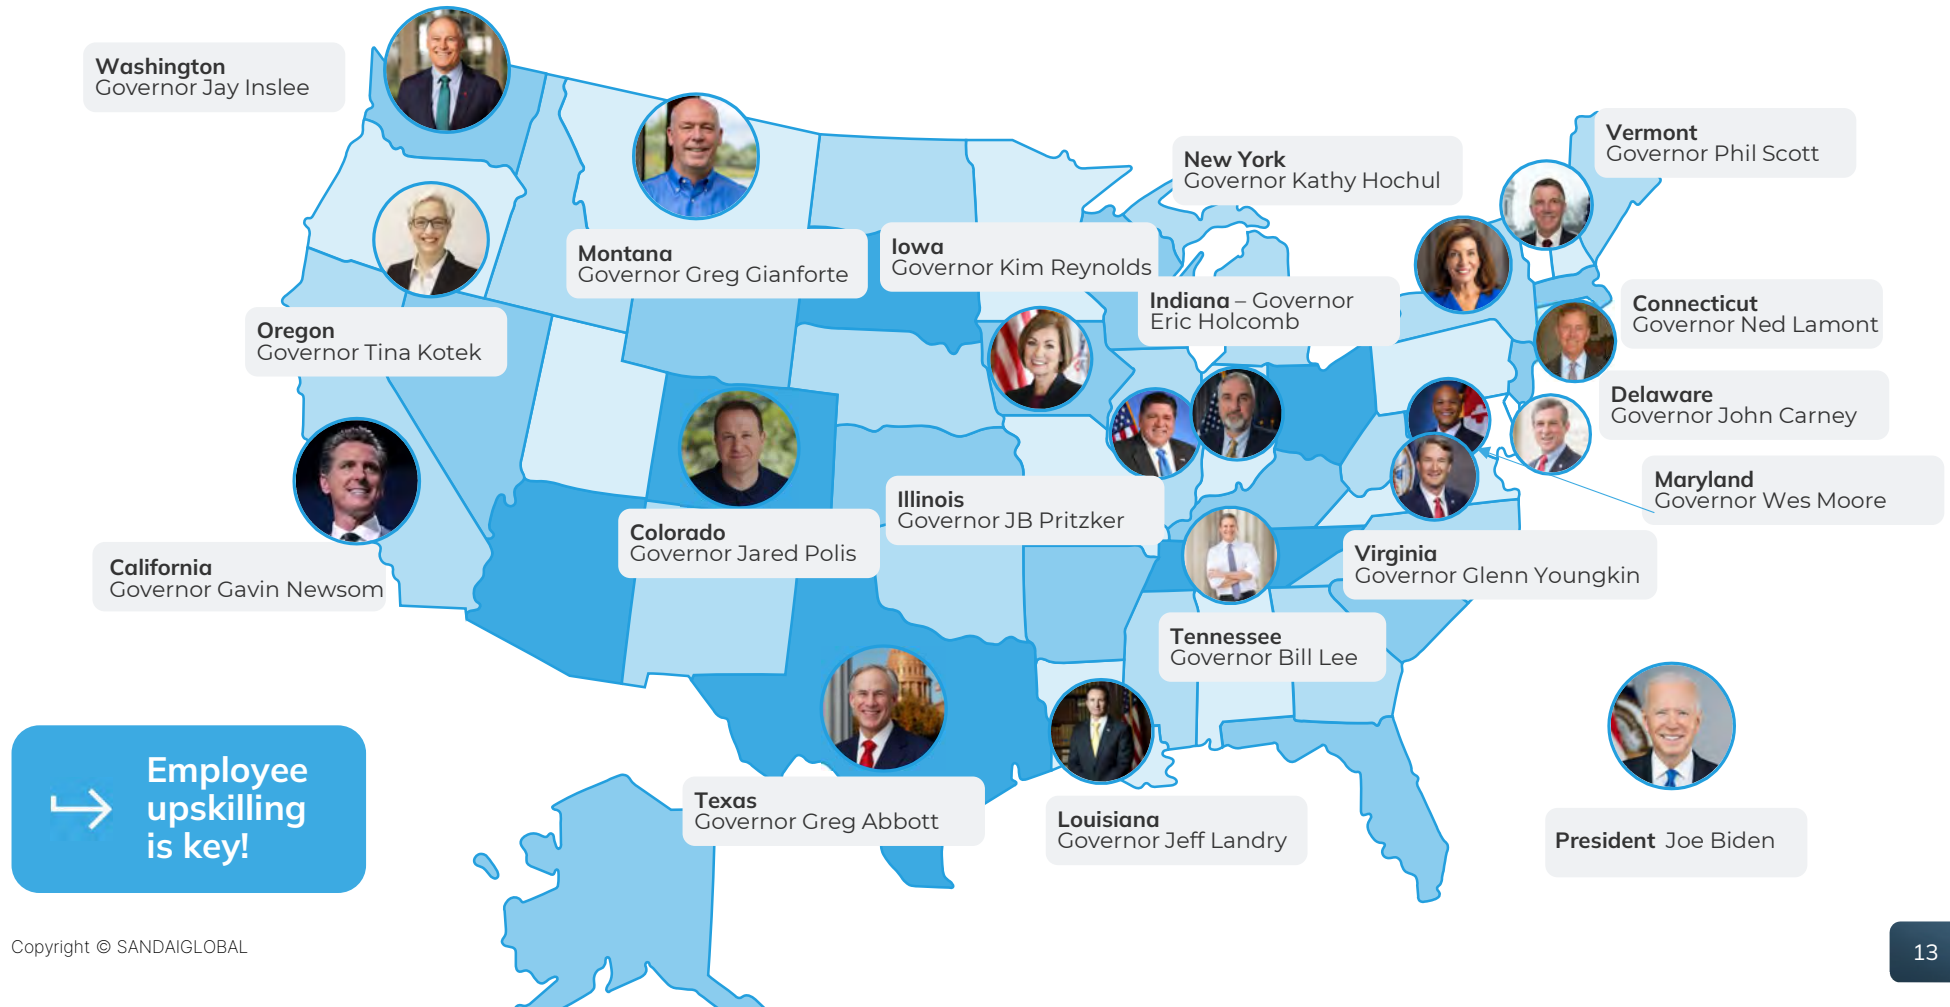 Washington
Governor Jay Inslee
Vermont
Governor Phil Scott
New York
Governor Kathy Hochul
Montana
Governor Greg Gianforte
Iowa
Governor Kim Reynolds
Indiana – Governor
Eric Holcomb
Connecticut
Governor Ned Lamont
Oregon
Governor Tina Kotek
Delaware
Governor John Carney
Maryland
Governor Wes Moore
Illinois
Governor JB Pritzker
Colorado
Governor Jared Polis
Virginia
Governor Glenn Youngkin
California
Governor Gavin Newsom
Tennessee
Governor Bill Lee
Employee
upskilling
is key!
Texas
Governor Greg Abbott
Louisiana
Governor Jeff Landry
President Joe Biden
Copyright © SANDAIGLOBAL
13